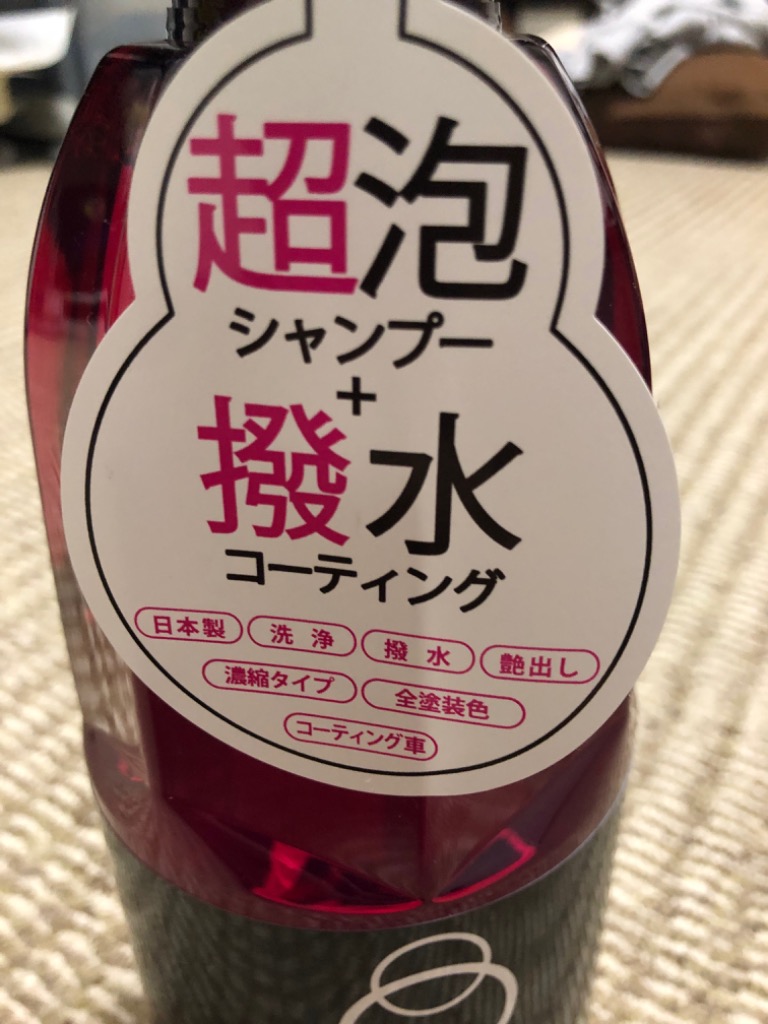 超泡
シャンプー
+
撥水
コーティング
日本製 洗浄 撥水 艶出し
濃縮タイプ 全塗装色
コーティング車